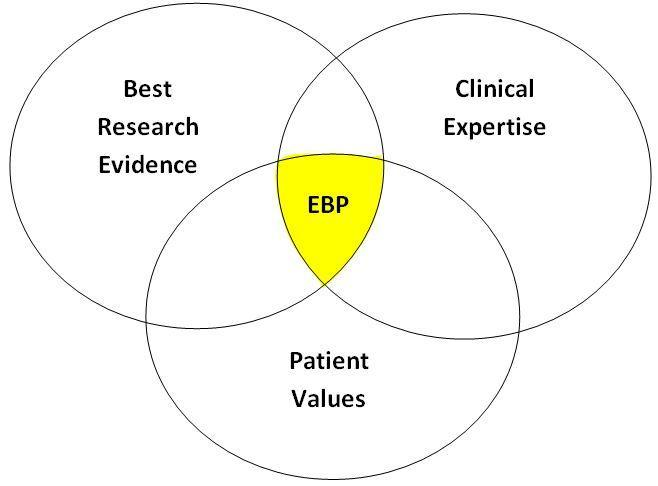 Best
Research
Evidence
Clinical
Expertise
EBP
Patient
Values